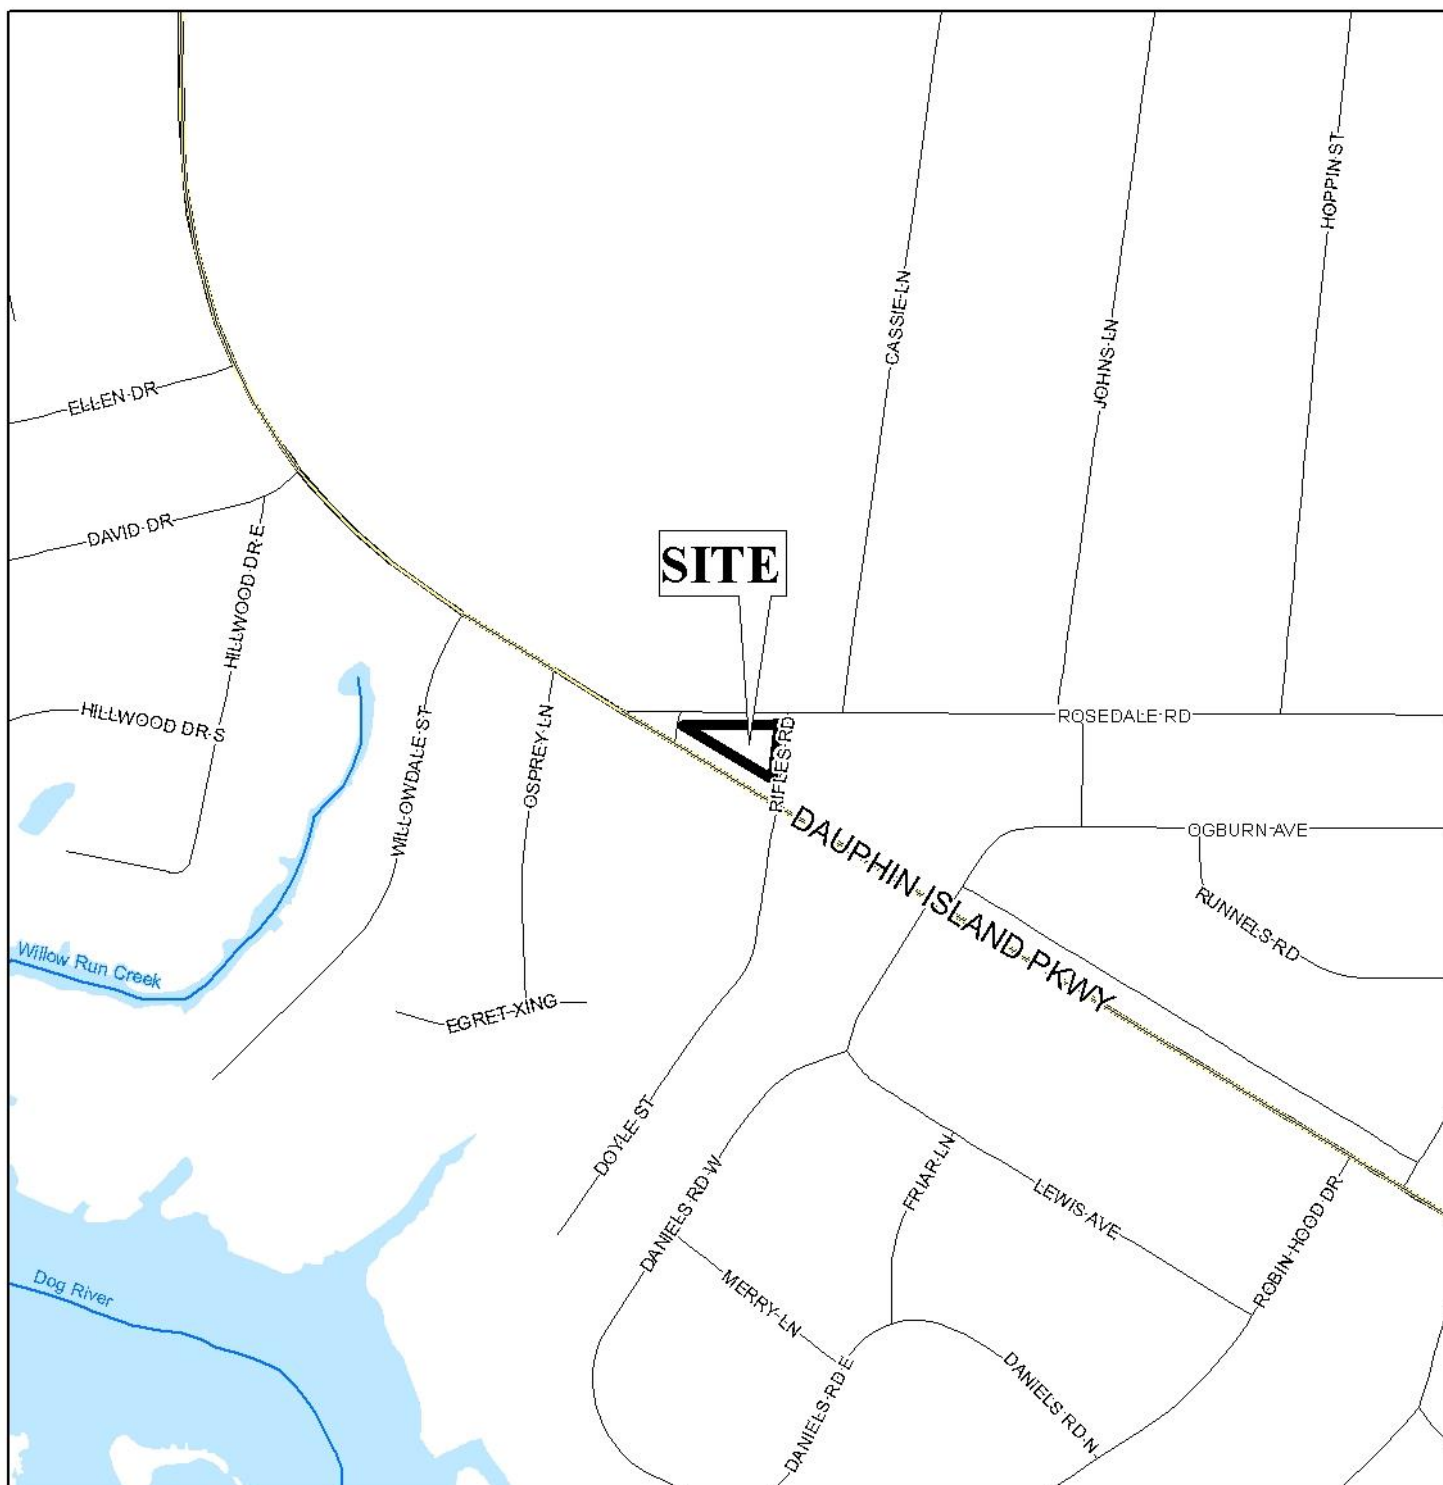 HOPPIN ST
CASSIE LN
JOHNS LN
ELLEN DR
DAVID DR
HILLWOOD DR E
SITE
HILLWOOD DR S
WILLOWDALE ST
OSPREY LN
RIFLES RD
ROSEDALE RD
DAUPHIN ISLAND PKWY
OGBURN AVE
RUNNELS RD
Willow Run Creek
EGRET XING
DOYLE ST
DANIELS RD W
FRIAR LN
LEWIS AVE
ROBIN HOOD DR
Dog River
MERRY LN
DANIELS RD E
DANIELS RD N